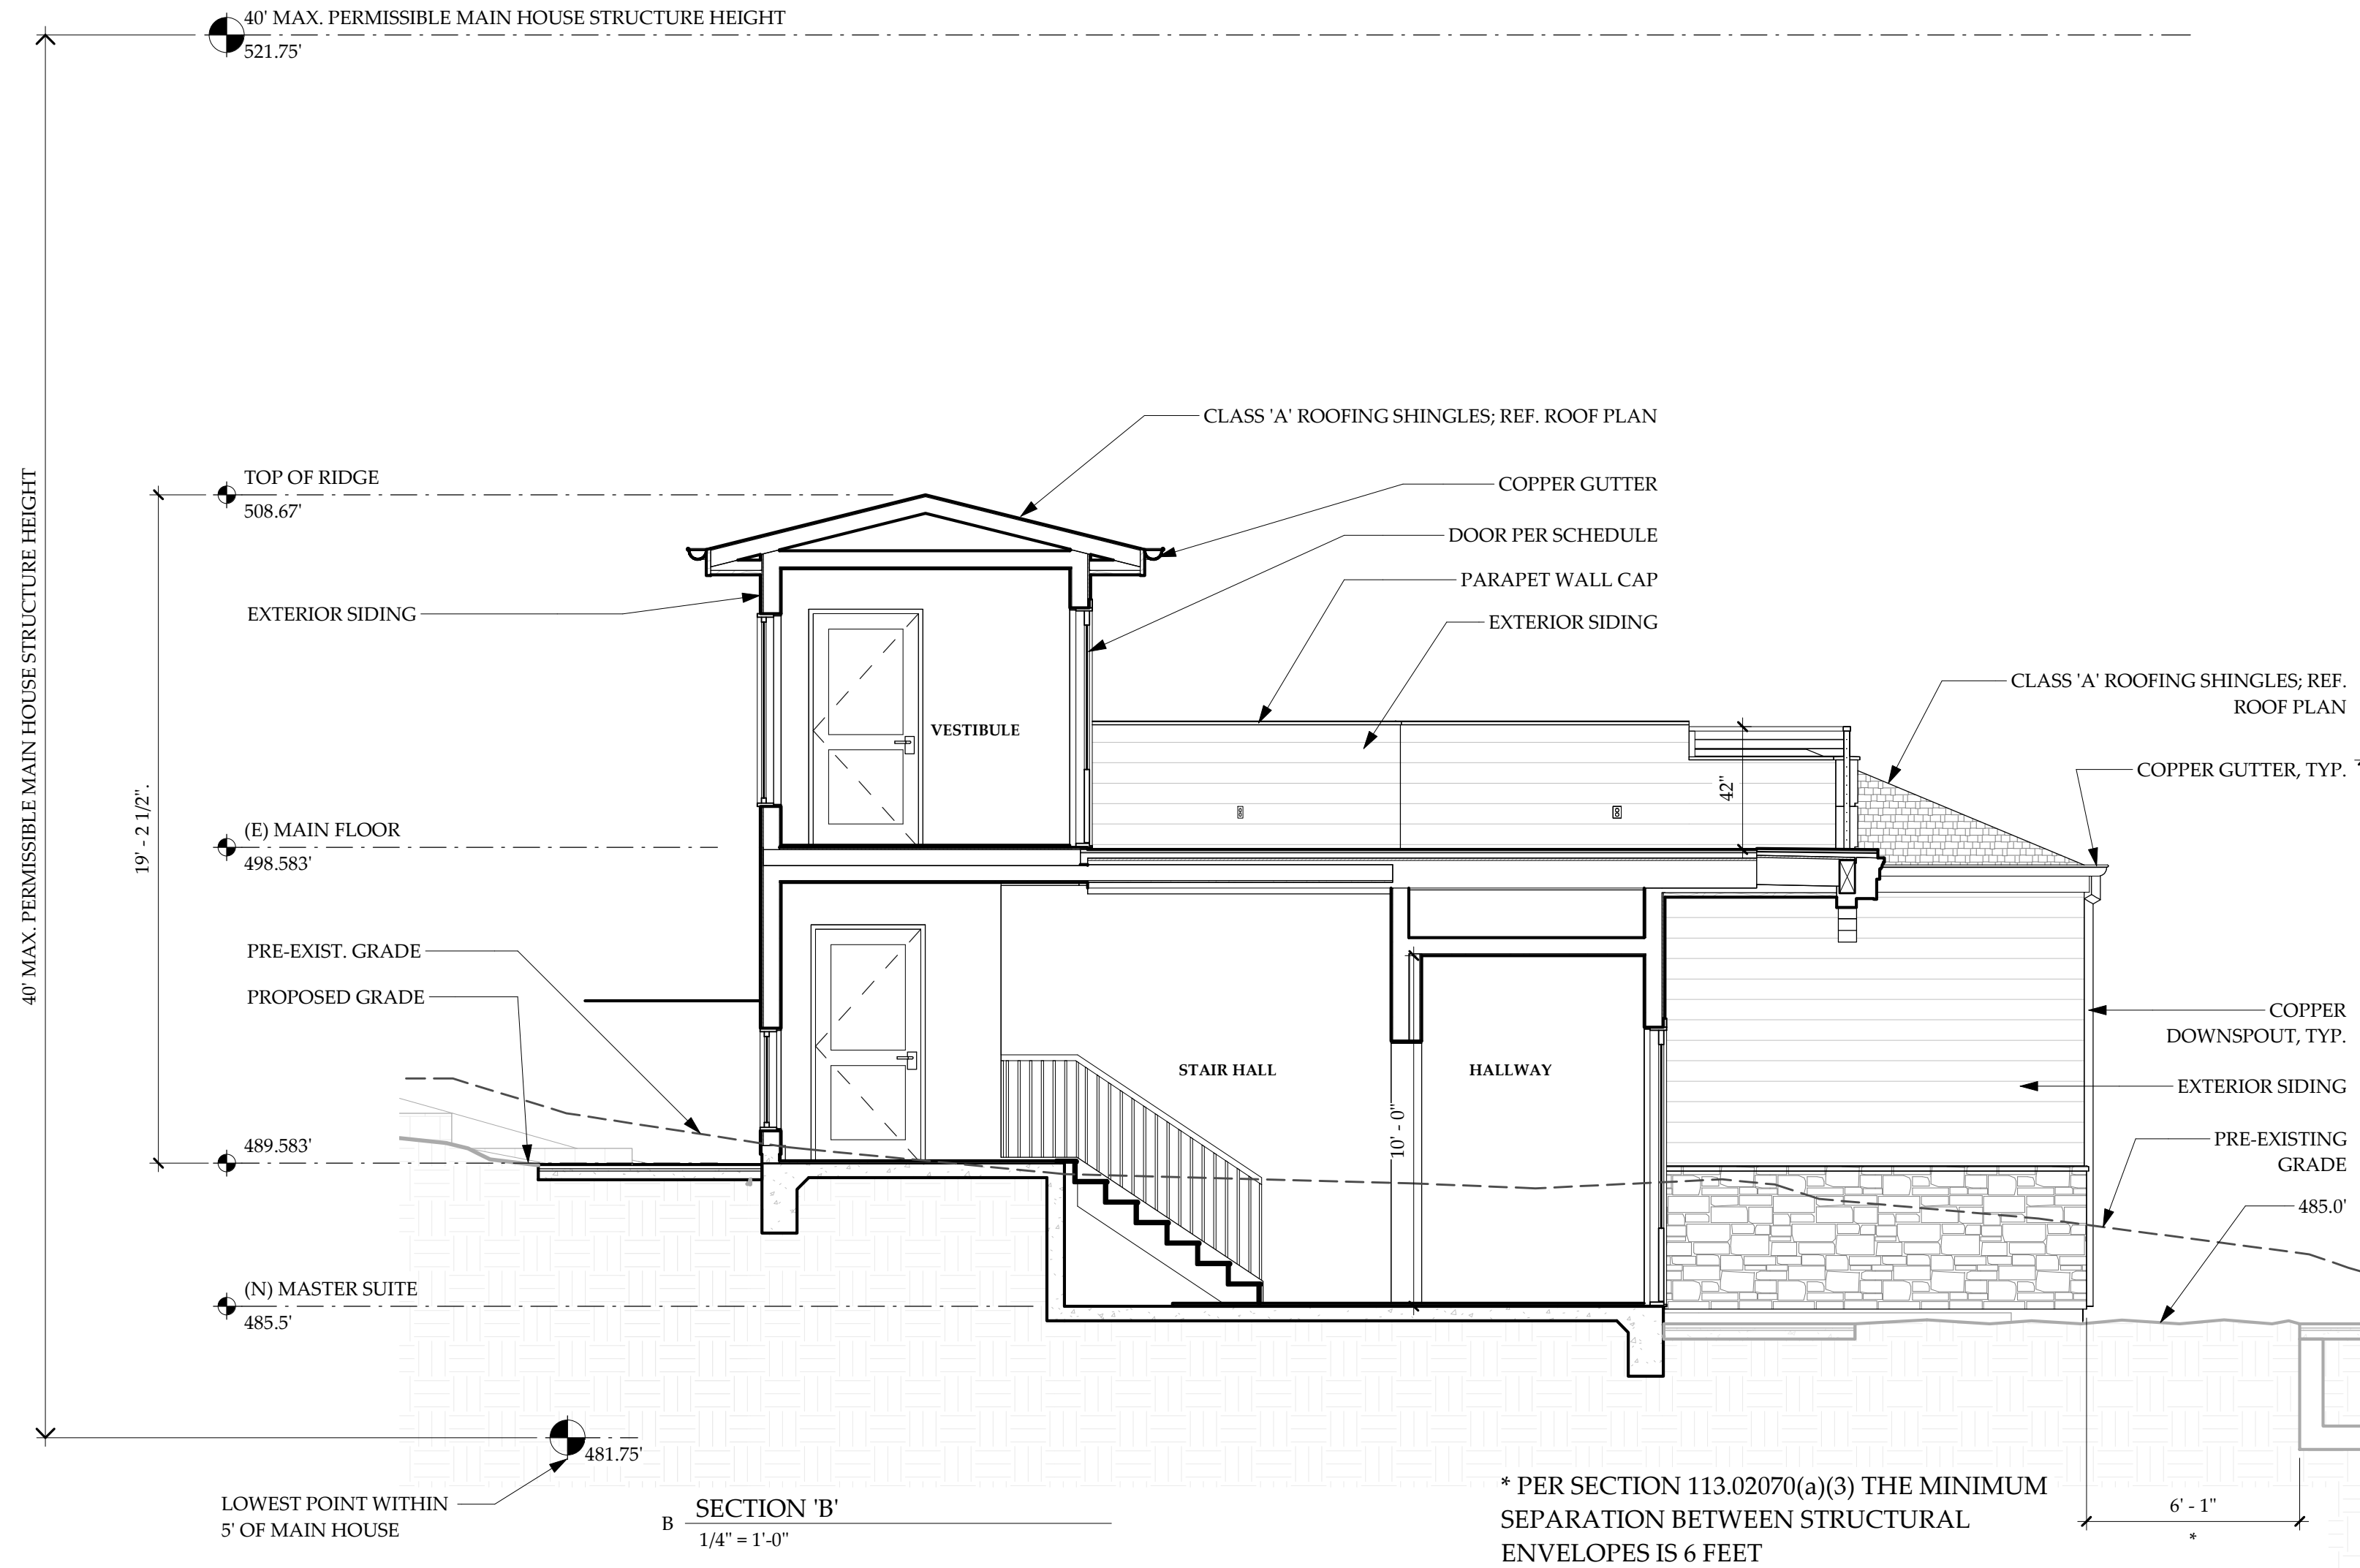 40' MAX. PERMISSIBLE MAIN HOUSE STRUCTURE HEIGHT
521.75'
40' MAX. PERMISSIBLE MAIN HOUSE STRUCTURE HEIGHT
19' - 2 1/2".
TOP OF RIDGE
508.67'
EXTERIOR SIDING
(E) MAIN FLOOR
498.583'
PRE-EXIST. GRADE
PROPOSED GRADE
489.583'
(N) MASTER SUITE
485.5'
481.75'
LOWEST POINT WITHIN
5' OF MAIN HOUSE
CLASS 'A' ROOFING SHINGLES; REF. ROOF PLAN
COPPER GUTTER
DOOR PER SCHEDULE
PARAPET WALL CAP
EXTERIOR SIDING
VESTIBULE
42"
STAIR HALL
HALLWAY
10' - 0"
CLASS 'A' ROOFING SHINGLES; REF.
ROOF PLAN
COPPER GUTTER, TYP.
COPPER
DOWNSPOUT, TYP.
EXTERIOR SIDING
PRE-EXISTING
GRADE
485.0'
B
SECTION 'B'
1/4" = 1'-0"
* PER SECTION 113.02070(a)(3) THE MINIMUM
SEPARATION BETWEEN STRUCTURAL
ENVELOPES IS 6 FEET
6' - 1"
*